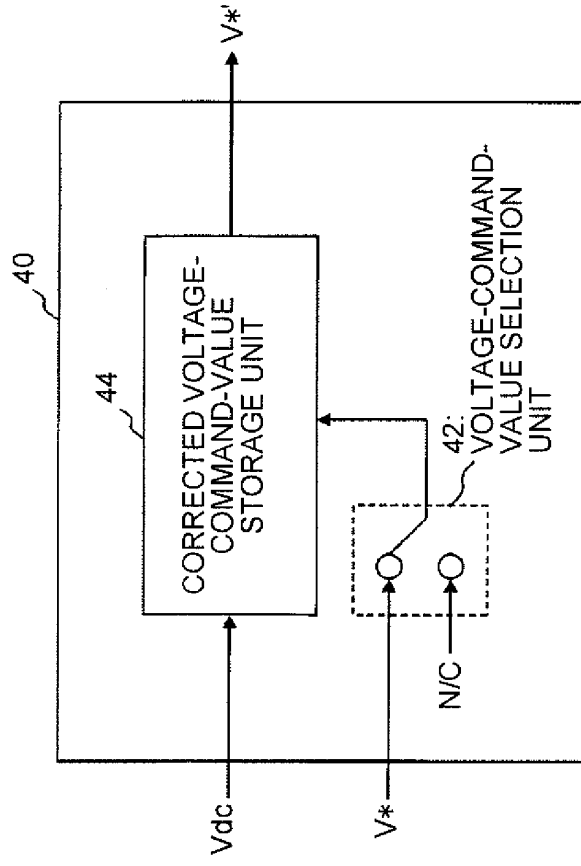 40
44
CORRECTED VOLTAGE-
COMMAND-VALUE
STORAGE UNIT
V*'
Vdc
V*
N/C
42:
VOLTAGE-COMMAND-
VALUE SELECTION
UNIT